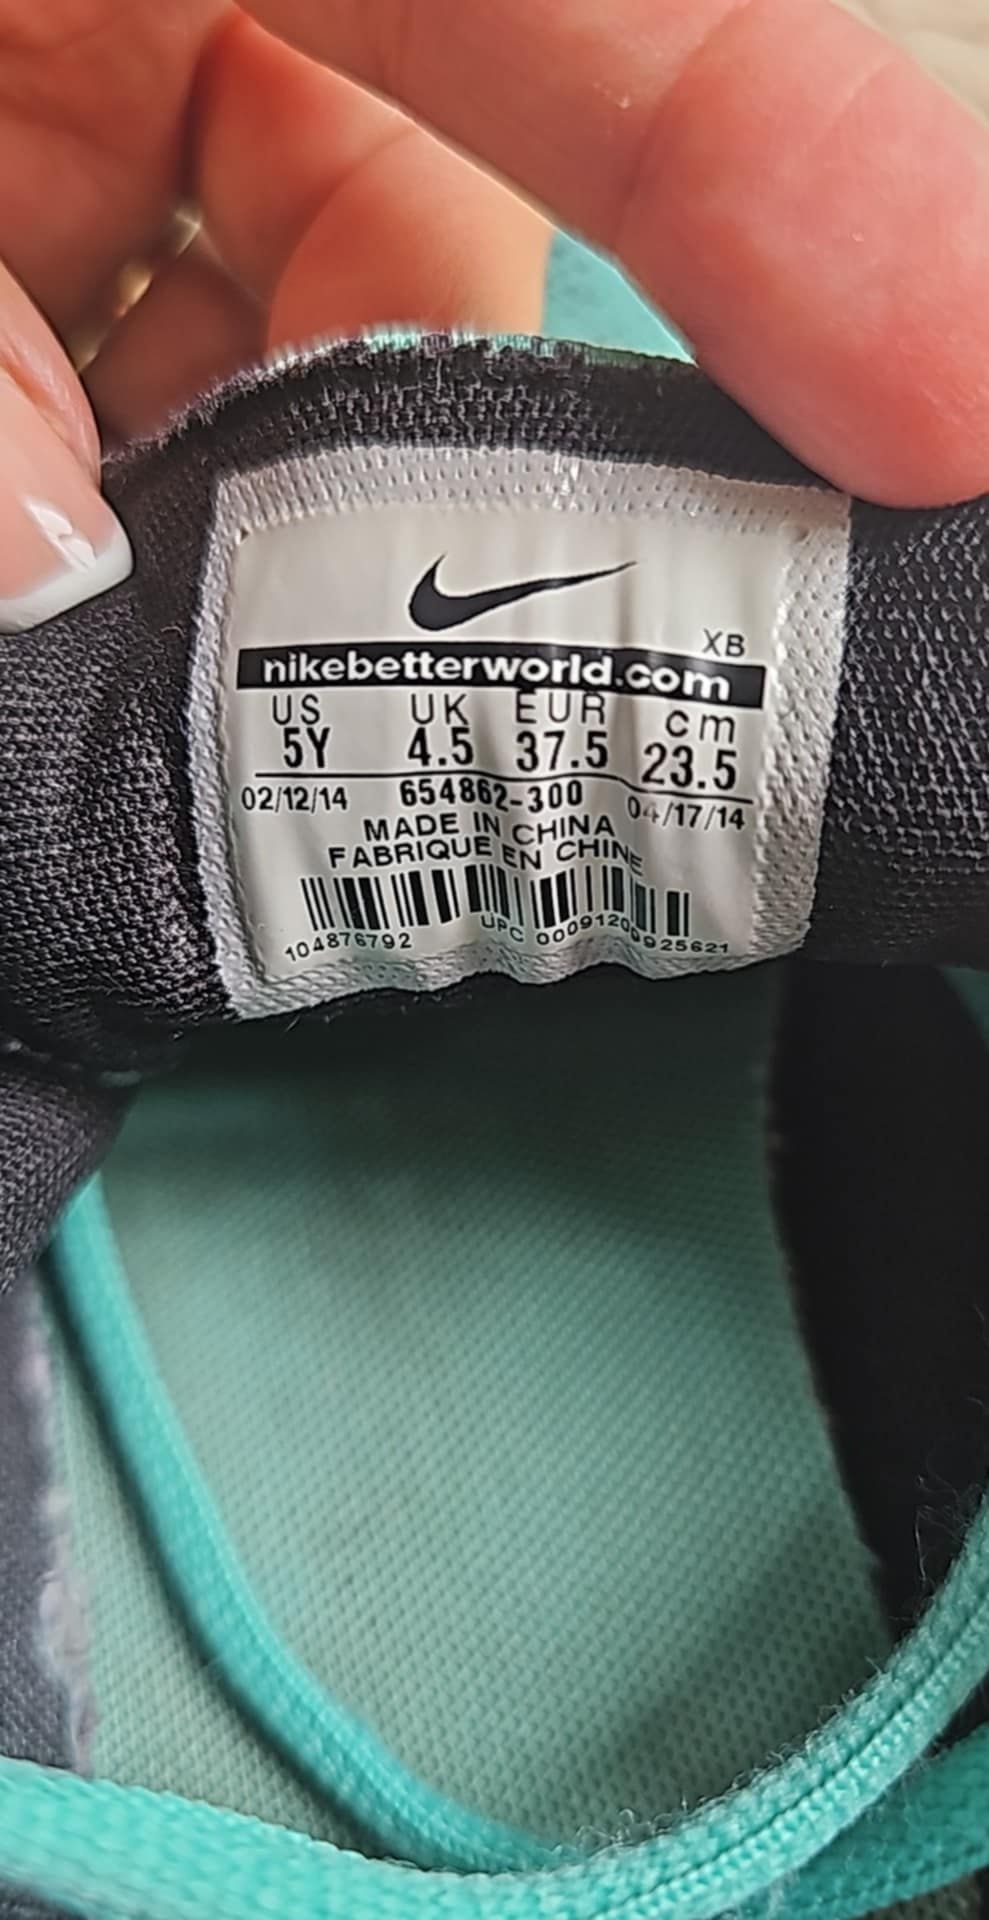 XB
nikebetterworld.com
US UK EUR cm
5Y 4.5 37.5 23.5
02/12/14 654862-300 04/17/14
MADE IN CHINA
FABRIQUE EN CHINE
104876792 UPC 00091209925621